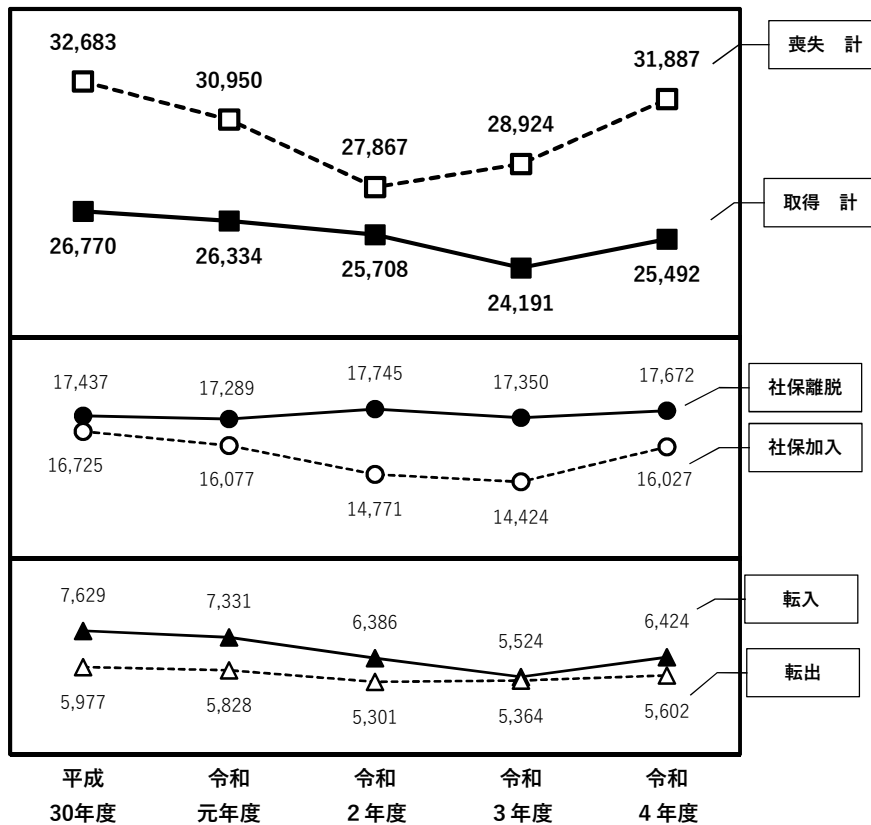 32,683
30,950
27,867
28,924
31,887
喪失　計
26,770
26,334
25,708
24,191
25,492
取得　計
17,437
17,289
17,745
17,350
17,672
社保離脱
16,725
16,077
14,771
14,424
16,027
社保加入
7,629
7,331
6,386
5,524
6,424
転入
5,977
5,828
5,301
5,364
5,602
転出
平成
30年度
令和
元年度
令和
２年度
令和
３年度
令和
４年度